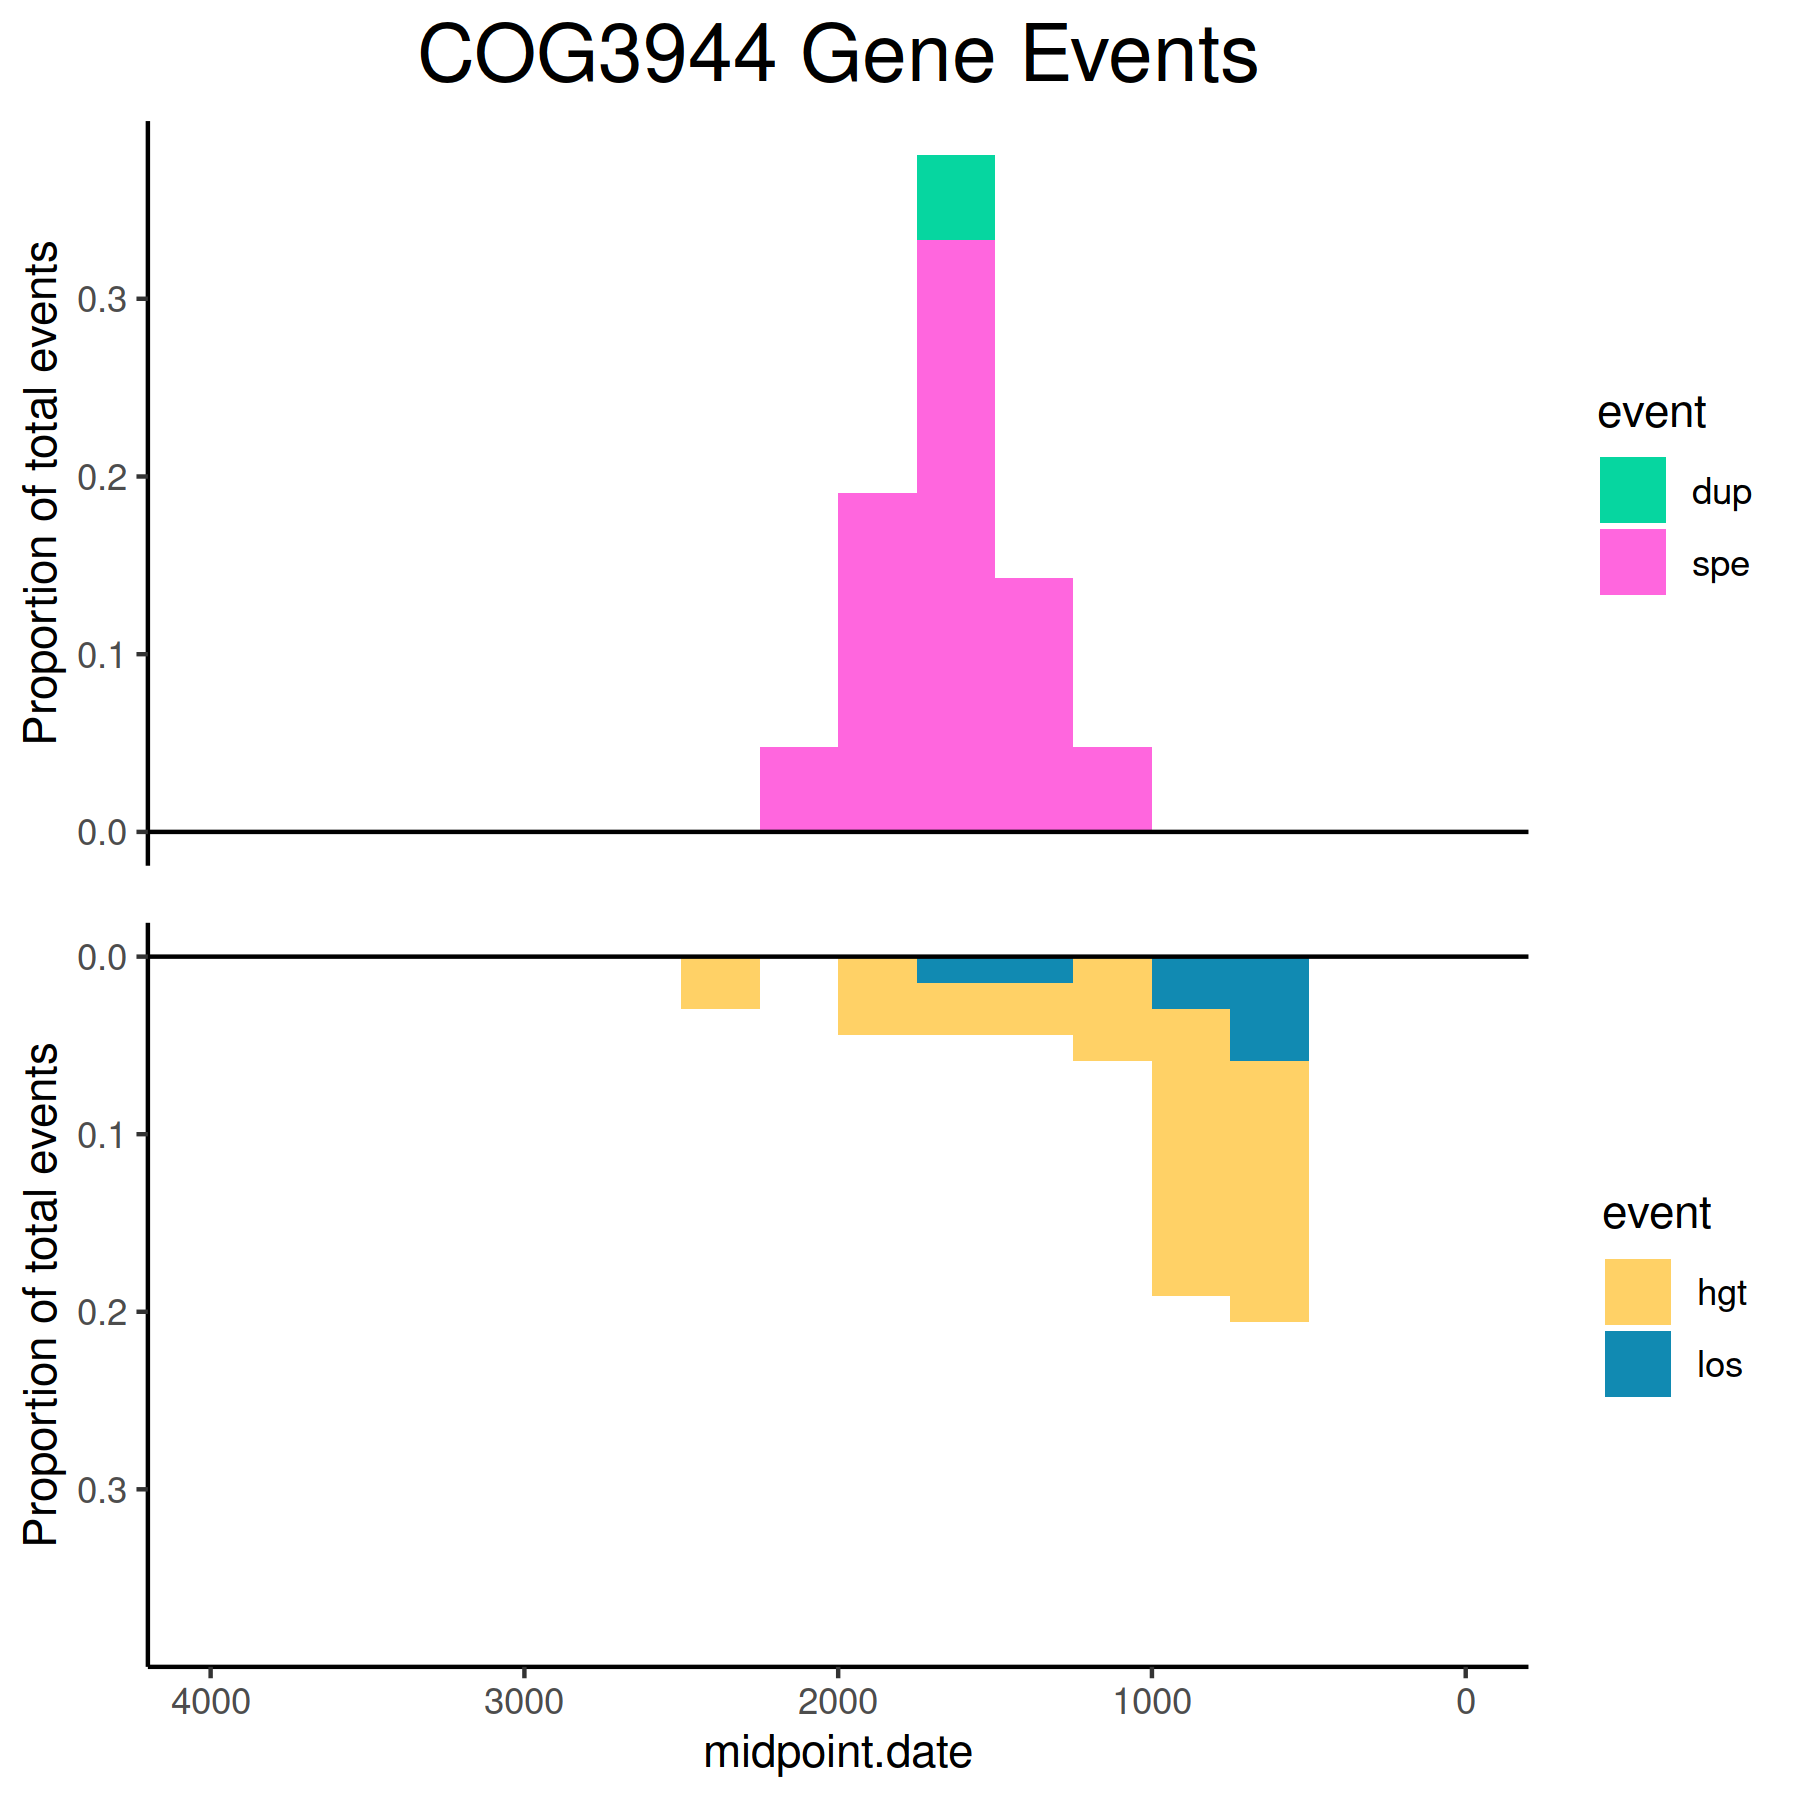 COG3944 Gene Events
Proportion of total events
0.3
0.2
0.1
0.0
event
dup
spe
Proportion of total events
0.0
0.1
0.2
0.3
event
hgt
los
4000 3000 2000 1000 0
midpoint.date